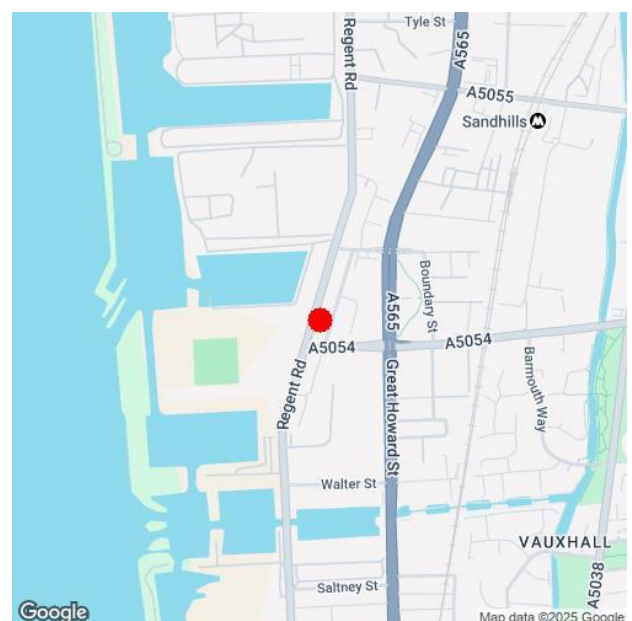 Tyle St
Regent Rd
A565
A5055
Sandhills
Boundary St
A565
A5054
A5054
Regent Rd
Great Howard St
Barmouth Way
Walter St
VAUXHALL
Saltney St
A5038
Google
Map data ©2025 Google